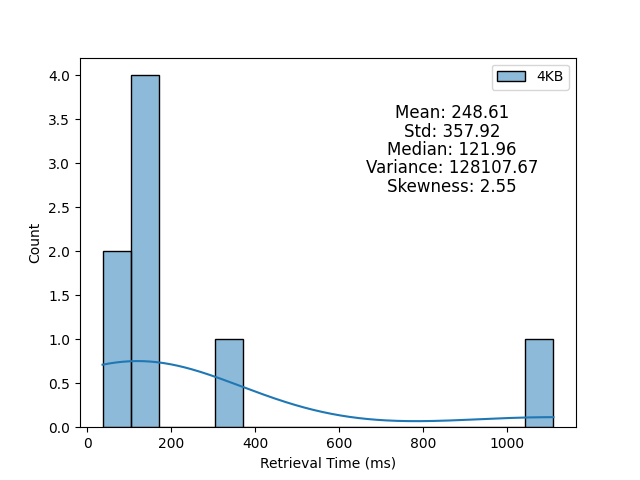 4KB
Mean: 248.61
Std: 357.92
Median: 121.96
Variance: 128107.67
Skewness: 2.55
4.0
3.5
3.0
2.5
2.0
1.5
1.0
0.5
0.0
Count
0 200 400 600 800 1000
Retrieval Time (ms)